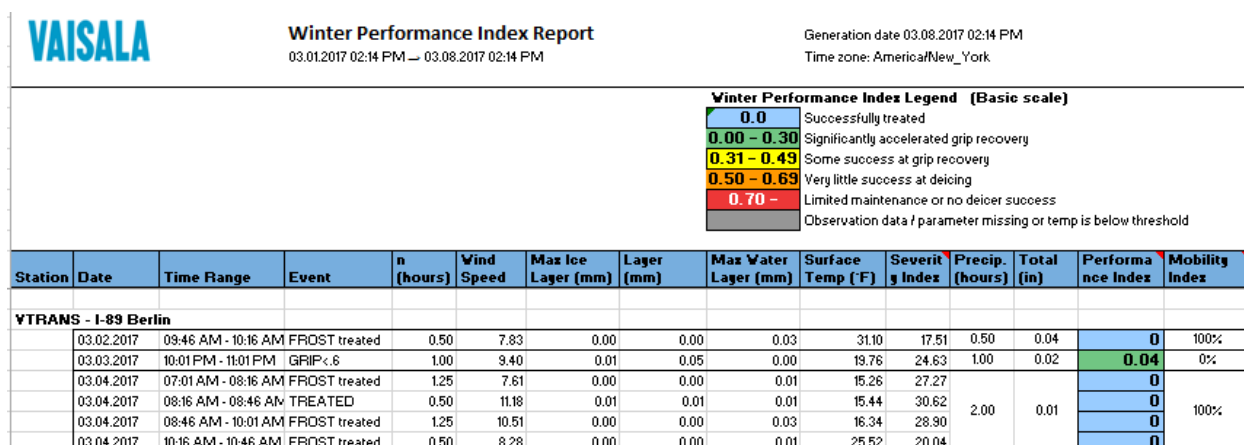 VAISALA
Winter Performance Index Report
03.01.2017 02:14 PM → 03.08.2017 02:14 PM
Generation date 03.08.2017 02:14 PM
Time zone: America/New_York
Winter Performance Index Legend (Basic scale)
0.0 Successfully treated
0.00 - 0.30 Significantly accelerated grip recovery
0.31 - 0.49 Some success at grip recovery
0.50 - 0.69 Very little success at deicing
0.70 - Limited maintenance or no deicer success
Observation data / parameter missing or temp is below threshold
n Wind Max Ice Layer Max Water Surface Severit Precip. Total Performa Mobility
Station Date Time Range Event (hours) Speed Layer (mm) (mm) Layer (mm) Temp (°F) y Index (hours) (in) nce Index Index
VTRANS - I-89 Berlin
03.02.2017 09:46 AM - 10:16 AM FROST treated 0.50 7.83 0.00 0.00 0.03 31.10 17.51 0.50 0.04 0 100%
03.03.2017 10:01 PM - 11:01 PM GRIP<.6 1.00 9.40 0.01 0.05 0.00 19.76 24.63 1.00 0.02 0.04 0%
03.04.2017 07:01 AM - 08:16 AM FROST treated 1.25 7.61 0.00 0.00 0.01 15.26 27.27 0
03.04.2017 08:16 AM - 08:46 AM TREATED 0.50 11.18 0.01 0.01 0.01 15.44 30.62 0
2.00 0.01 100%
03.04.2017 08:46 AM - 10:01 AM FROST treated 1.25 10.51 0.00 0.00 0.03 16.34 28.90 0
03.04.2017 10:16 AM - 10:46 AM FROST treated 0.50 8.28 0.00 0.00 0.01 25.52 20.04 0